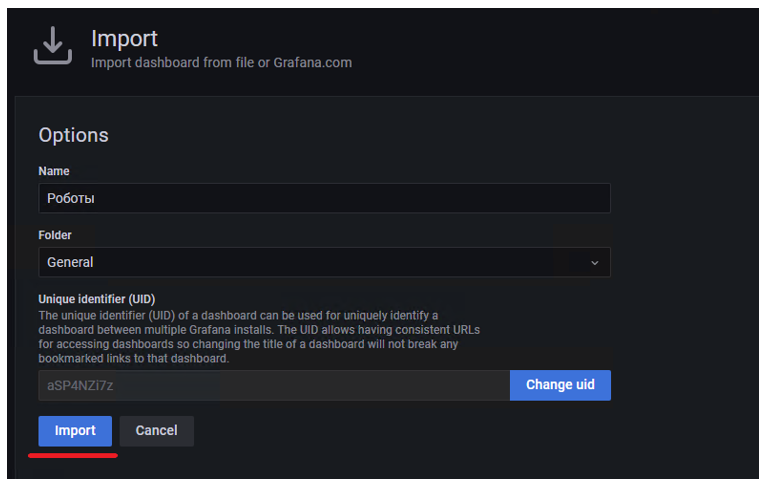 Import
Import dashboard from file or Grafana.com
Options
Name
Роботы
Folder
General
Unique identifier (UID)
The unique identifier (UID) of a dashboard can be used for uniquely identify a
dashboard between multiple Grafana installs. The UID allows having consistent URLs
for accessing dashboards so changing the title of a dashboard will not break any
bookmarked links to that dashboard.
aSP4NZi7z
Change uid
Import
Cancel